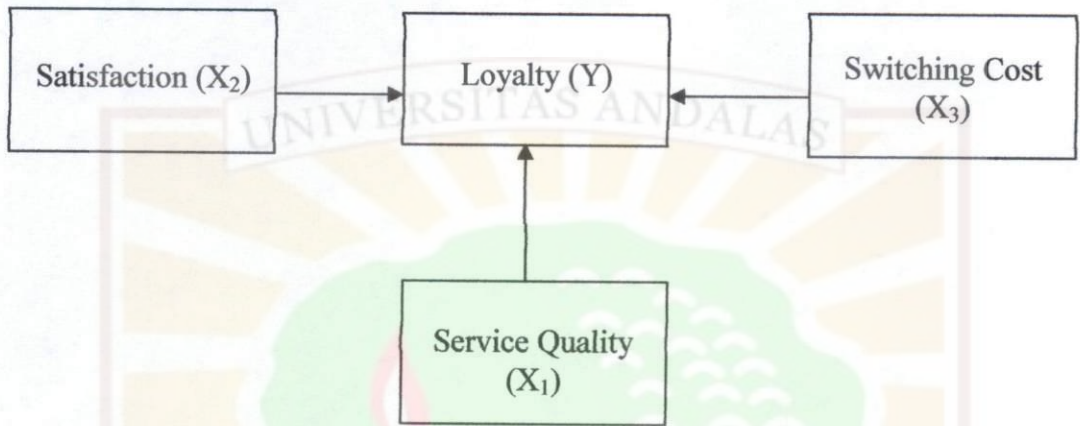 Satisfaction (X₂)
Loyalty (Y)
Switching Cost
(X₃)
UNIVERSITAS ANDALAS
Service Quality
(X₁)